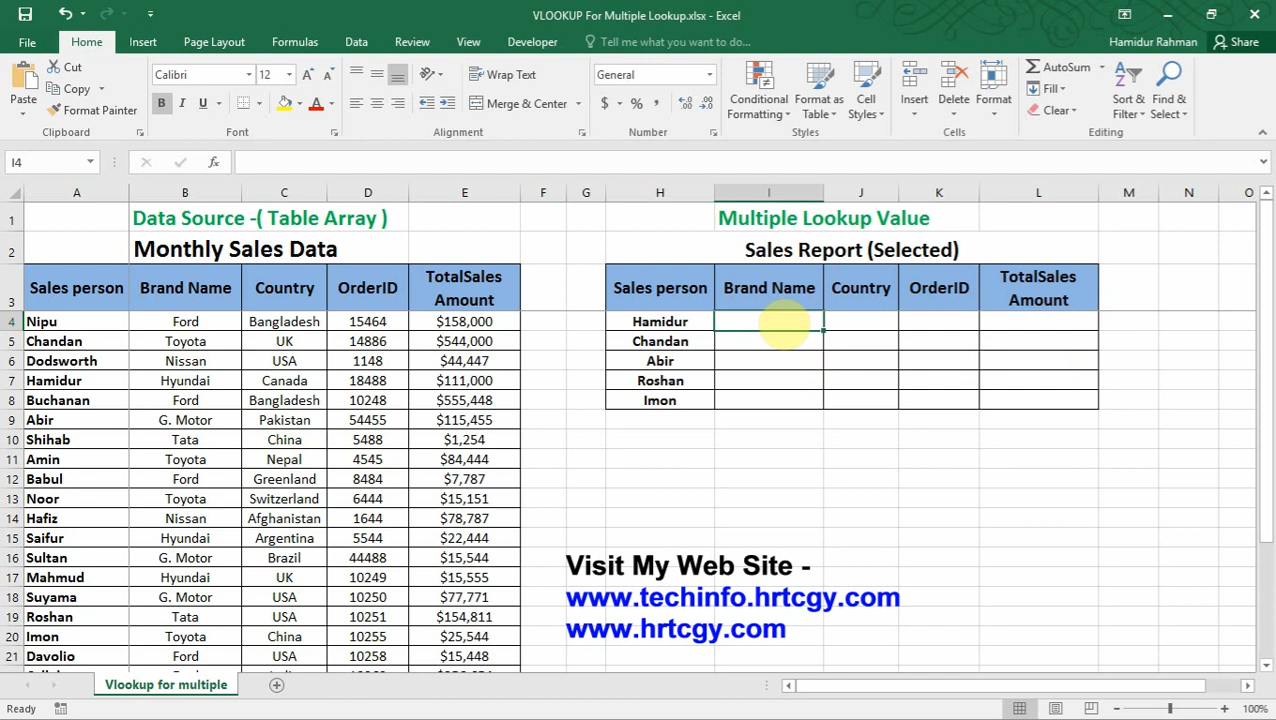 VLOOKUP For Multiple Lookup.xlsx - Excel
File Home Insert Page Layout Formulas Data Review View Developer Tell me what you want to do... Hamidur Rahman Share
Paste
Cut
Copy
Format Painter
Clipboard
Calibri 12
B I U
Font
Wrap Text
Merge & Center
Alignment
General
$ % ,
Number
Conditional Formatting
Format as Table
Cell Styles
Styles
Insert Delete Format
Cells
AutoSum
Fill
Clear
Sort & Filter
Find & Select
Editing
I4 fx
A B C D E F G H I J K L M N O
1 Data Source -( Table Array ) Multiple Lookup Value
2 Monthly Sales Data Sales Report (Selected)
3 Sales person Brand Name Country OrderID TotalSales Amount Sales person Brand Name Country OrderID TotalSales Amount
4 Nipu Ford Bangladesh 15464 $158,000 Hamidur
5 Chandan Toyota UK 14886 $544,000 Chandan
6 Dodsworth Nissan USA 1148 $44,447 Abir
7 Hamidur Hyundai Canada 18488 $111,000 Roshan
8 Buchanan Ford Bangladesh 10248 $555,448 Imon
9 Abir G. Motor Pakistan 54455 $115,455
10 Shihab Tata China 5488 $1,254
11 Amin Toyota Nepal 4545 $84,444
12 Babul Ford Greenland 8484 $7,787
13 Noor Toyota Switzerland 6444 $15,151
14 Hafiz Nissan Afghanistan 1644 $78,787
15 Saifur Hyundai Argentina 5544 $22,444
16 Sultan G. Motor Brazil 44488 $15,544
17 Mahmud Hyundai UK 10249 $15,555
18 Suyama G. Motor USA 10250 $77,771
19 Roshan Tata USA 10251 $154,811
20 Imon Toyota China 10255 $25,544
21 Davolio Ford USA 10258 $15,448
Visit My Web Site -
www.techinfo.hrtcgy.com
www.hrtcgy.com
Vlookup for multiple
Ready 100%